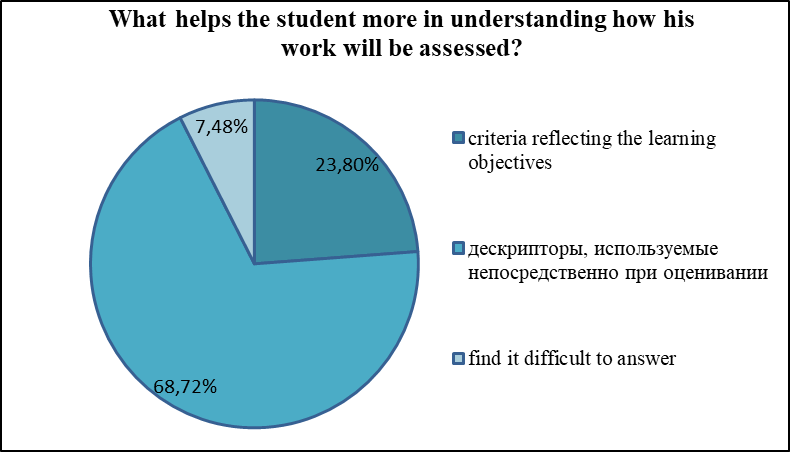 What helps the student more in understanding how his
work will be assessed?
7,48%
23,80%
68,72%
criteria reflecting the learning
objectives
дескрипторы, используемые
непосредственно при оценивании
find it difficult to answer